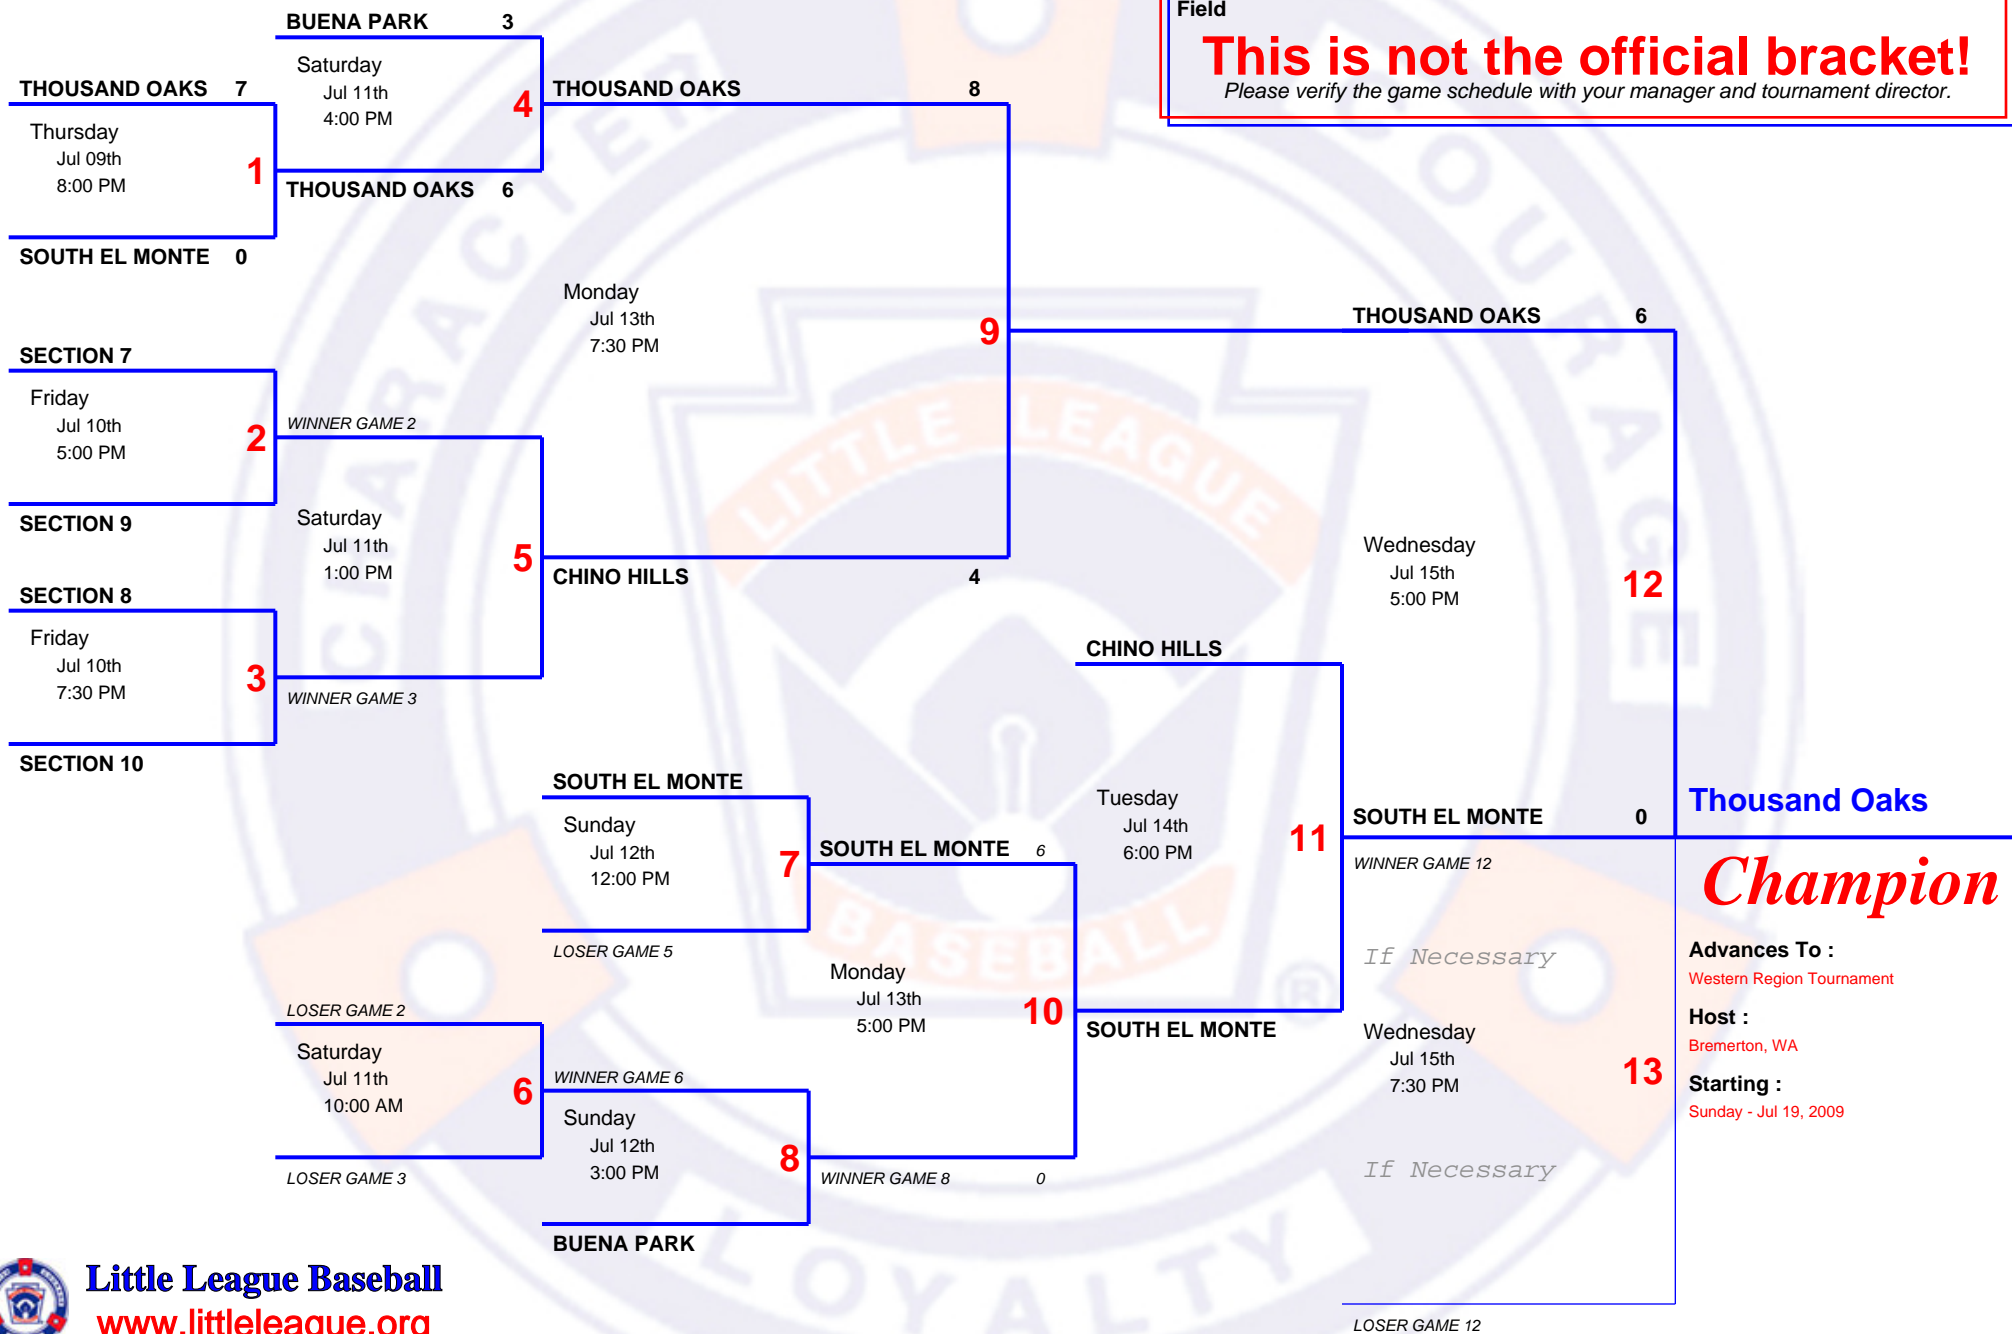 Field
This is not the official bracket!
Please verify the game schedule with your manager and tournament director.
BUENA PARK 3
Saturday
Jul 11th
4:00 PM
4
THOUSAND OAKS 6
THOUSAND OAKS 7
Thursday
Jul 09th
8:00 PM
1
SOUTH EL MONTE 0
THOUSAND OAKS 8
Monday
Jul 13th
7:30 PM
9
CHINO HILLS 4
SECTION 7
Friday
Jul 10th
5:00 PM
2
SECTION 9
WINNER GAME 2
Saturday
Jul 11th
1:00 PM
5
WINNER GAME 3
SECTION 8
Friday
Jul 10th
7:30 PM
3
SECTION 10
THOUSAND OAKS 6
Wednesday
Jul 15th
5:00 PM
12
SOUTH EL MONTE 0
CHINO HILLS
Tuesday
Jul 14th
6:00 PM
11
SOUTH EL MONTE
SOUTH EL MONTE
Sunday
Jul 12th
12:00 PM
7
LOSER GAME 5
SOUTH EL MONTE 6
Monday
Jul 13th
5:00 PM
10
WINNER GAME 8 0
LOSER GAME 2
Saturday
Jul 11th
10:00 AM
6
LOSER GAME 3
WINNER GAME 6
Sunday
Jul 12th
3:00 PM
8
BUENA PARK
WINNER GAME 12
If Necessary
Wednesday
Jul 15th
7:30 PM
13
If Necessary
LOSER GAME 12
Thousand Oaks
Champion
Advances To :
Western Region Tournament
Host :
Bremerton, WA
Starting :
Sunday - Jul 19, 2009
Little League Baseball
www.littleleague.org
CHARACTER
COURAGE
LOYALTY
LITTLE LEAGUE
BASEBALL
®